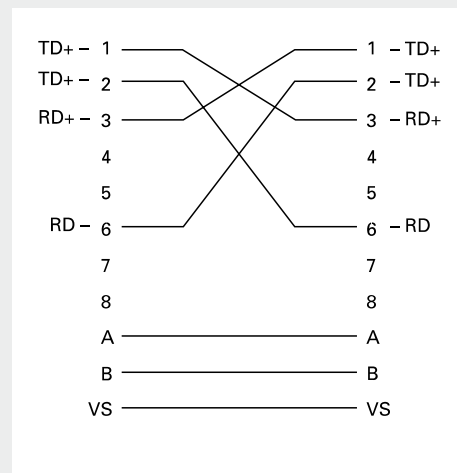 TD+ – 1 1 – TD+
TD+ – 2 2 – TD+
RD+ – 3 3 – RD+
4 4
5 5
RD – 6 6 – RD
7 7
8 8
A A
B B
VS VS